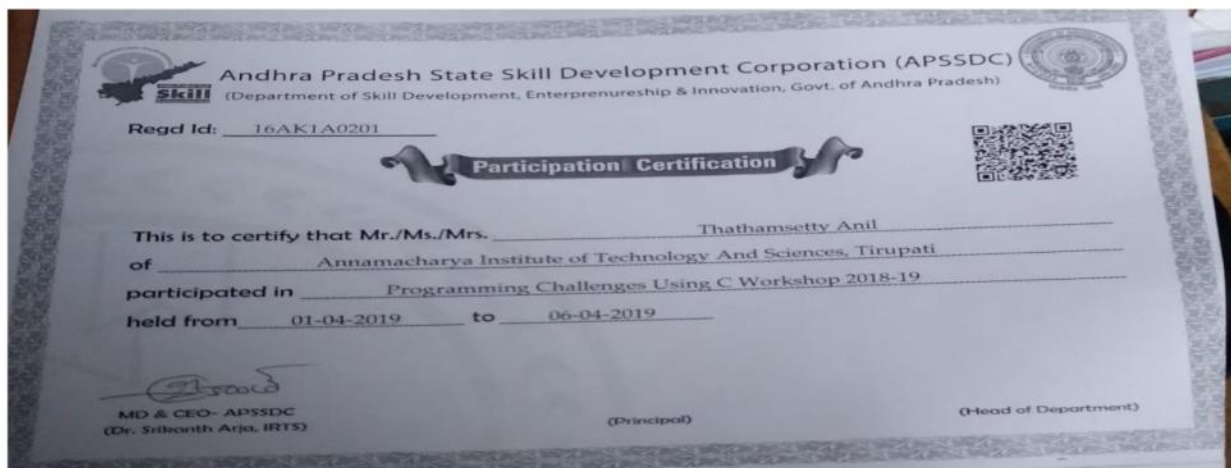 Andhra Pradesh State Skill Development Corporation (APSSDC)
Skill
(Department of Skill Development, Enterprenureship & Innovation, Govt. of Andhra Pradesh)
Regd Id: 16AK1A0201
Participation Certification
This is to certify that Mr./Ms./Mrs. Thathamsetty Anil
of Annamacharya Institute of Technology And Sciences, Tirupati
participated in Programming Challenges Using C Workshop 2018-19
held from 01-04-2019 to 06-04-2019
MD & CEO- APSSDC
(Dr. Srikanth Arja, IRTS)
(Principal)
(Head of Department)